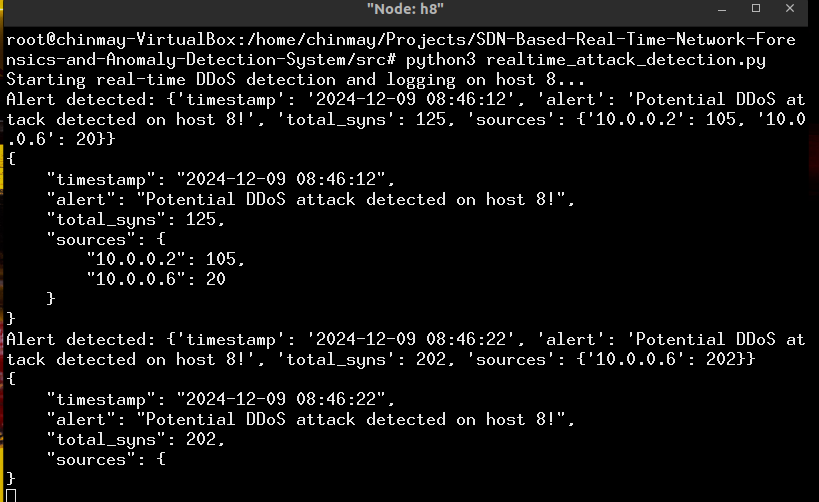 "Node: h8"
root@chinmay-VirtualBox:/home/chinmay/Projects/SDN-Based-Real-Time-Network-Fore
nsics-and-Anomaly-Detection-System/src# python3 realtime_attack_detection.py
Starting real-time DDoS detection and logging on host 8...
Alert detected: {'timestamp': '2024-12-09 08:46:12', 'alert': 'Potential DDoS at
tack detected on host 8!', 'total_syns': 125, 'sources': {'10.0.0.2': 105, '10.0
.0.6': 20}}
{
    "timestamp": "2024-12-09 08:46:12",
    "alert": "Potential DDoS attack detected on host 8!",
    "total_syns": 125,
    "sources": {
        "10.0.0.2": 105,
        "10.0.0.6": 20
    }
}
Alert detected: {'timestamp': '2024-12-09 08:46:22', 'alert': 'Potential DDoS at
tack detected on host 8!', 'total_syns': 202, 'sources': {'10.0.0.6': 202}}
{
    "timestamp": "2024-12-09 08:46:22",
    "alert": "Potential DDoS attack detected on host 8!",
    "total_syns": 202,
    "sources": {
}